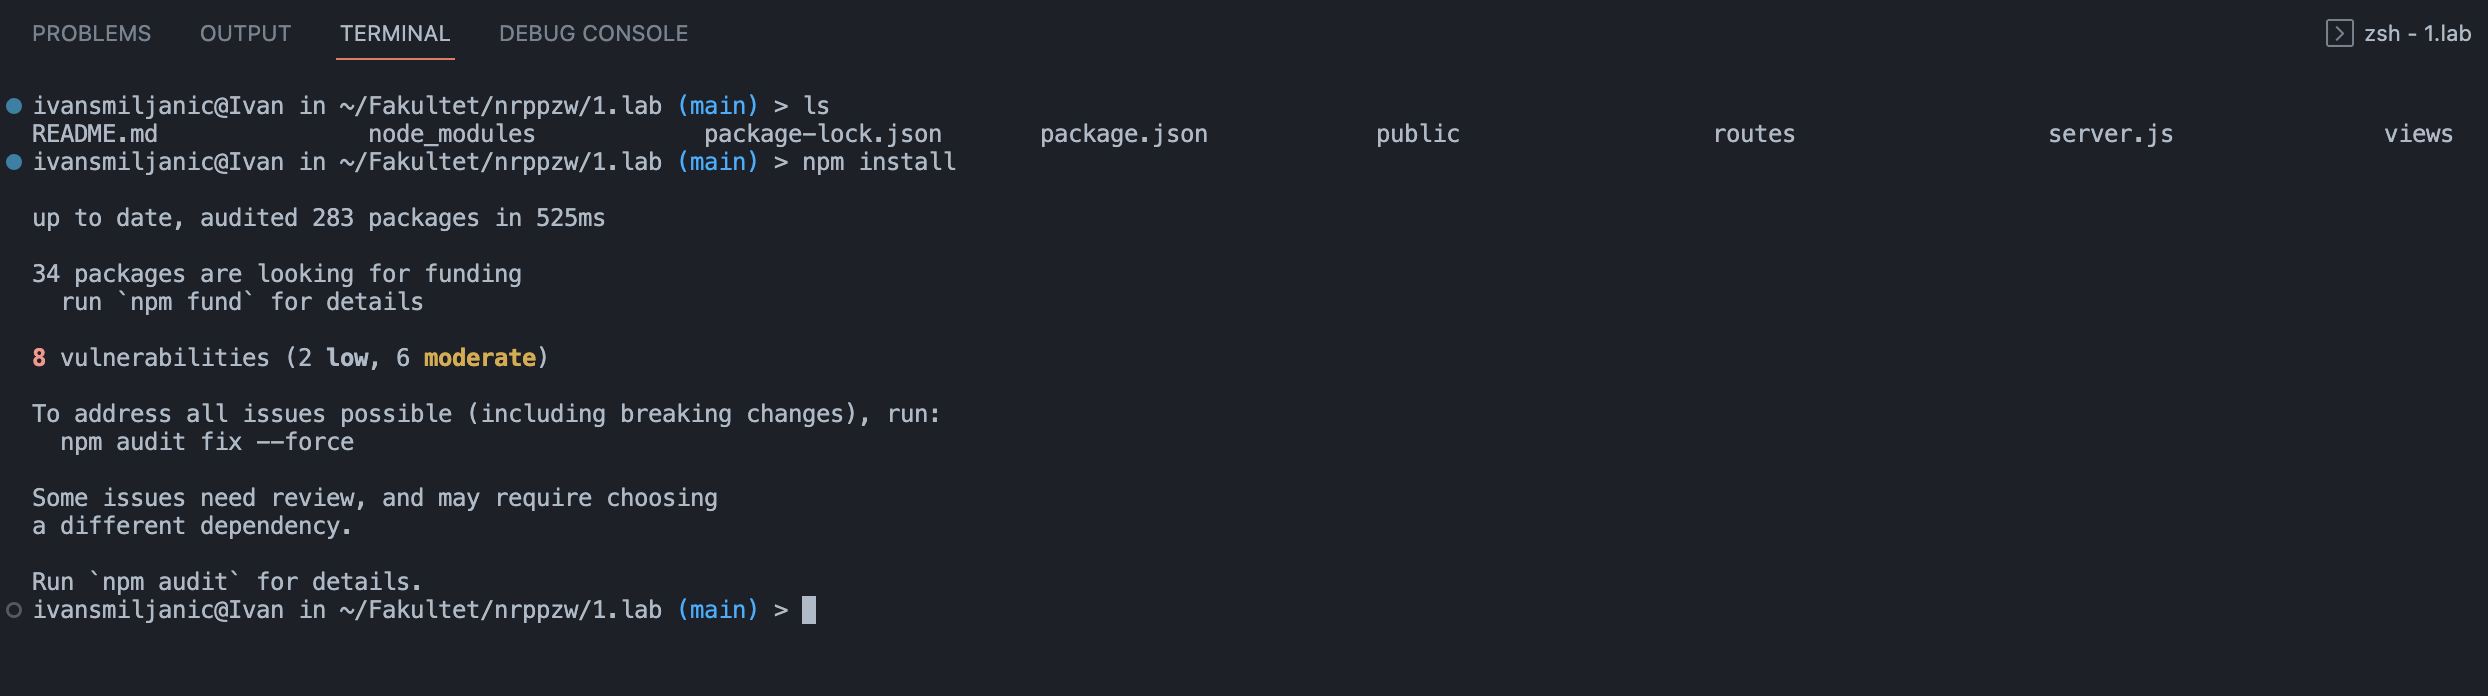 PROBLEMS OUTPUT TERMINAL DEBUG CONSOLE zsh - 1.lab
ivansmiljanic@Ivan in ~/Fakultet/nrppzw/1.lab (main) > ls
README.md node_modules package-lock.json package.json public routes server.js views
ivansmiljanic@Ivan in ~/Fakultet/nrppzw/1.lab (main) > npm install
up to date, audited 283 packages in 525ms
34 packages are looking for funding
run `npm fund` for details
8 vulnerabilities (2 low, 6 moderate)
To address all issues possible (including breaking changes), run:
npm audit fix --force
Some issues need review, and may require choosing
a different dependency.
Run `npm audit` for details.
ivansmiljanic@Ivan in ~/Fakultet/nrppzw/1.lab (main) >